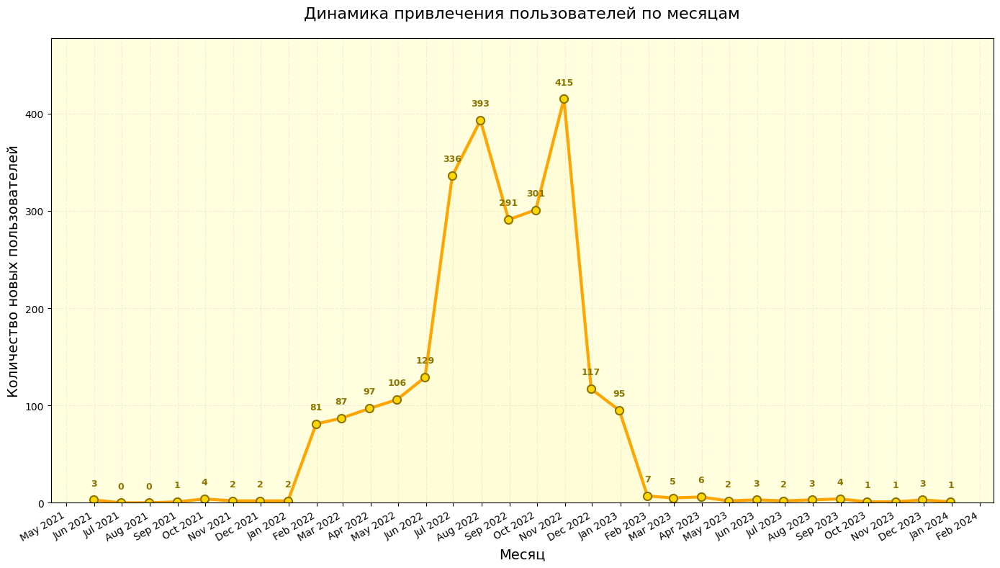 Динамика привлечения пользователей по месяцам
Количество новых пользователей
400
300
200
100
0
3
0
0
1
4
2
2
2
81
87
97
106
129
336
393
291
301
415
117
95
7
5
6
2
3
2
3
4
1
1
3
1
May 2021
Jun 2021
Jul 2021
Aug 2021
Sep 2021
Oct 2021
Nov 2021
Dec 2021
Jan 2022
Feb 2022
Mar 2022
Apr 2022
May 2022
Jun 2022
Jul 2022
Aug 2022
Sep 2022
Oct 2022
Nov 2022
Dec 2022
Jan 2023
Feb 2023
Mar 2023
Apr 2023
May 2023
Jun 2023
Jul 2023
Aug 2023
Sep 2023
Oct 2023
Nov 2023
Dec 2023
Jan 2024
Feb 2024
Месяц